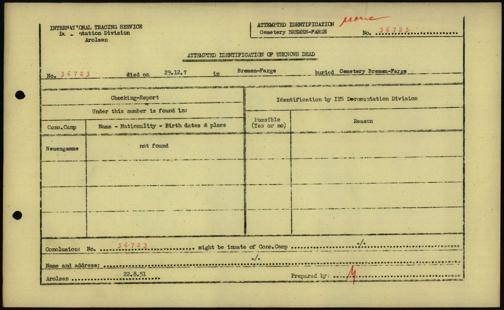 INTERNATIONAL TRACING SERVICE
Documentation Division
Arolsen
ATTEMPTED IDENTIFICATION
Cemetery BREMEN-FARGE No. 36723
ATTEMPTED IDENTIFICATION OF UNKNOWN DEAD
No. 36723 died on 29.12.? in Bremen-Farge buried Cemetery Bremen-Farge
Checking-Report
Under this number is found in:
Identification by ITS Documentation Division
Conc.Camp
Name - Nationality - Birth dates & place
Possible
(Yes or no)
Reason
Neuengamme
not found
Conclusion: No. 36723 might be inmate of Conc.Camp -/-
Name and address: -/-
Arolsen 22.8.51 Prepared by: